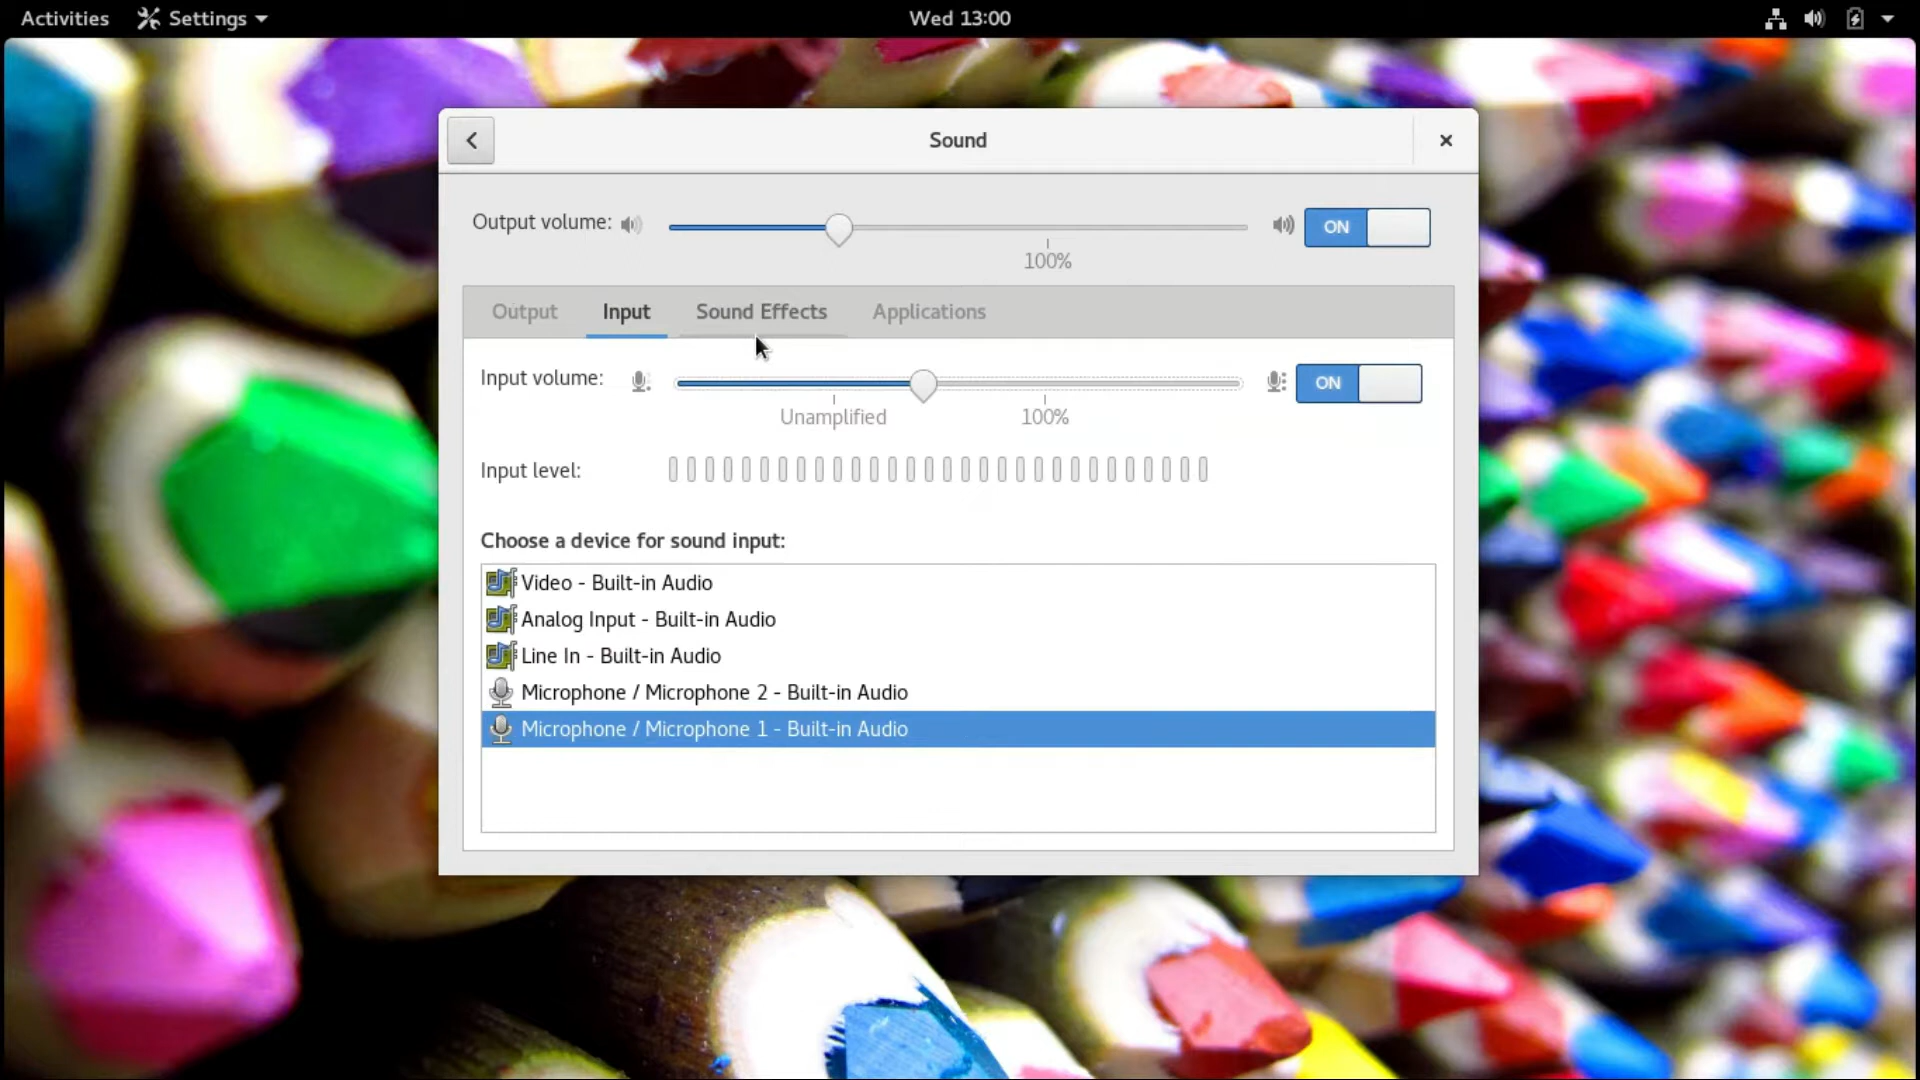 Activities Settings Wed 13:00
Sound
Output volume: ON
100%
Output Input Sound Effects Applications
Input volume: ON
Unamplified 100%
Input level:
Choose a device for sound input:
Video - Built-in Audio
Analog Input - Built-in Audio
Line In - Built-in Audio
Microphone / Microphone 2 - Built-in Audio
Microphone / Microphone 1 - Built-in Audio